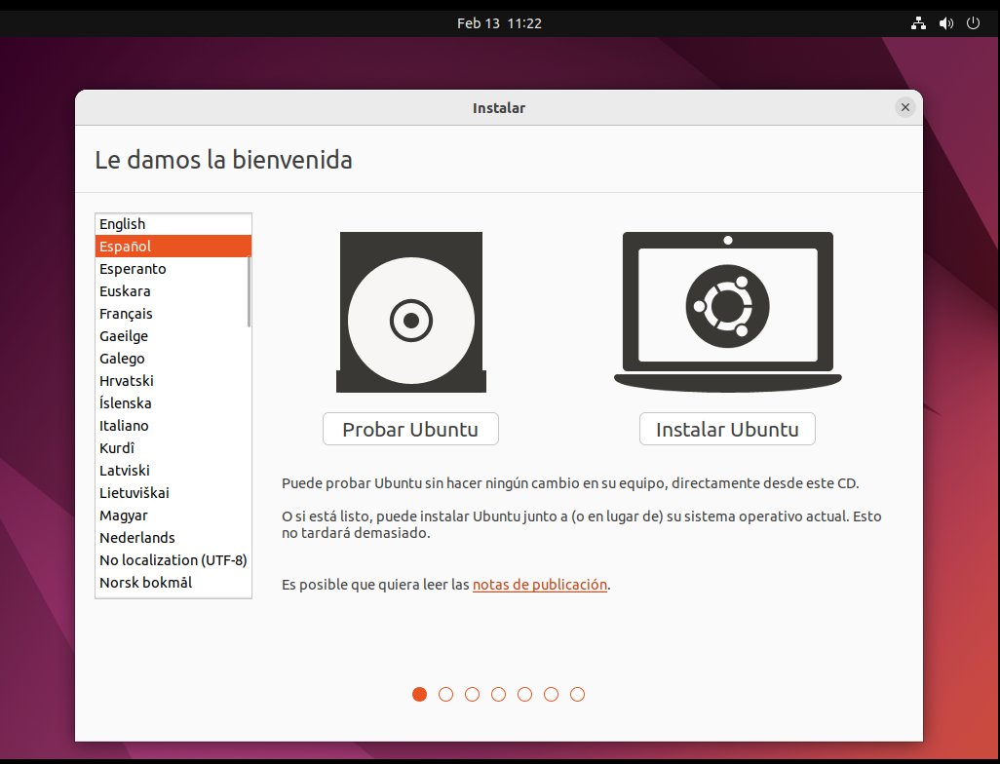 Feb 13 11:22
Instalar
Le damos la bienvenida
English
Español
Esperanto
Euskara
Français
Gaeilge
Galego
Hrvatski
Íslenska
Italiano
Kurdî
Latviski
Lietuviškai
Magyar
Nederlands
No localization (UTF-8)
Norsk bokmål
Probar Ubuntu
Instalar Ubuntu
Puede probar Ubuntu sin hacer ningún cambio en su equipo, directamente desde este CD.
O si está listo, puede instalar Ubuntu junto a (o en lugar de) su sistema operativo actual. Esto
no tardará demasiado.
Es posible que quiera leer las notas de publicación.